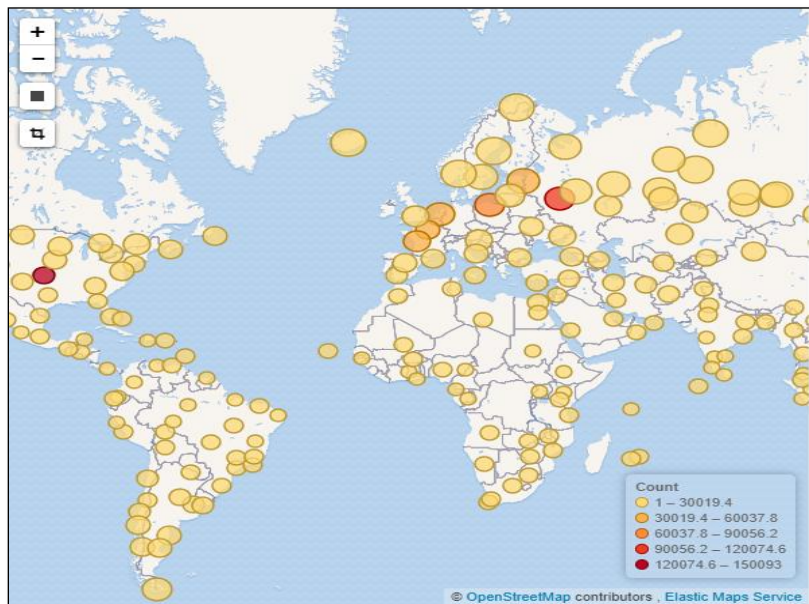 +
−
Count
1 – 30019.4
30019.4 – 60037.8
60037.8 – 90056.2
90056.2 – 120074.6
120074.6 – 150093
© OpenStreetMap contributors , Elastic Maps Service